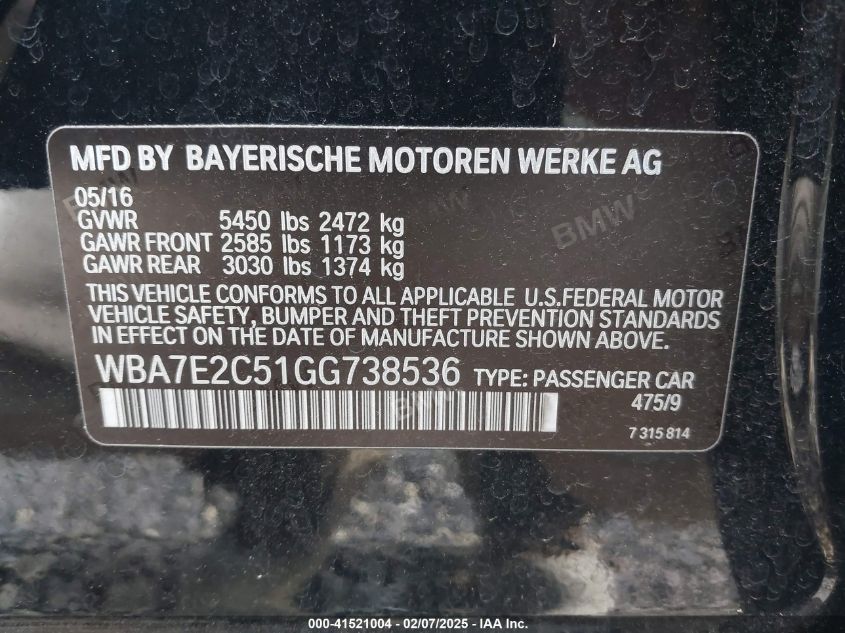 MFD BY BAYERISCHE MOTOREN WERKE AG
05/16
GVWR 5450 lbs 2472 kg
GAWR FRONT 2585 lbs 1173 kg
GAWR REAR 3030 lbs 1374 kg
BMW
THIS VEHICLE CONFORMS TO ALL APPLICABLE U.S.FEDERAL MOTOR
VEHICLE SAFETY, BUMPER AND THEFT PREVENTION STANDARDS
IN EFFECT ON THE DATE OF MANUFACTURE SHOWN ABOVE.
WBA7E2C51GG738536 TYPE: PASSENGER CAR
475/9
7 315 814
BMW
000-41521004 - 02/07/2025 - IAA Inc.